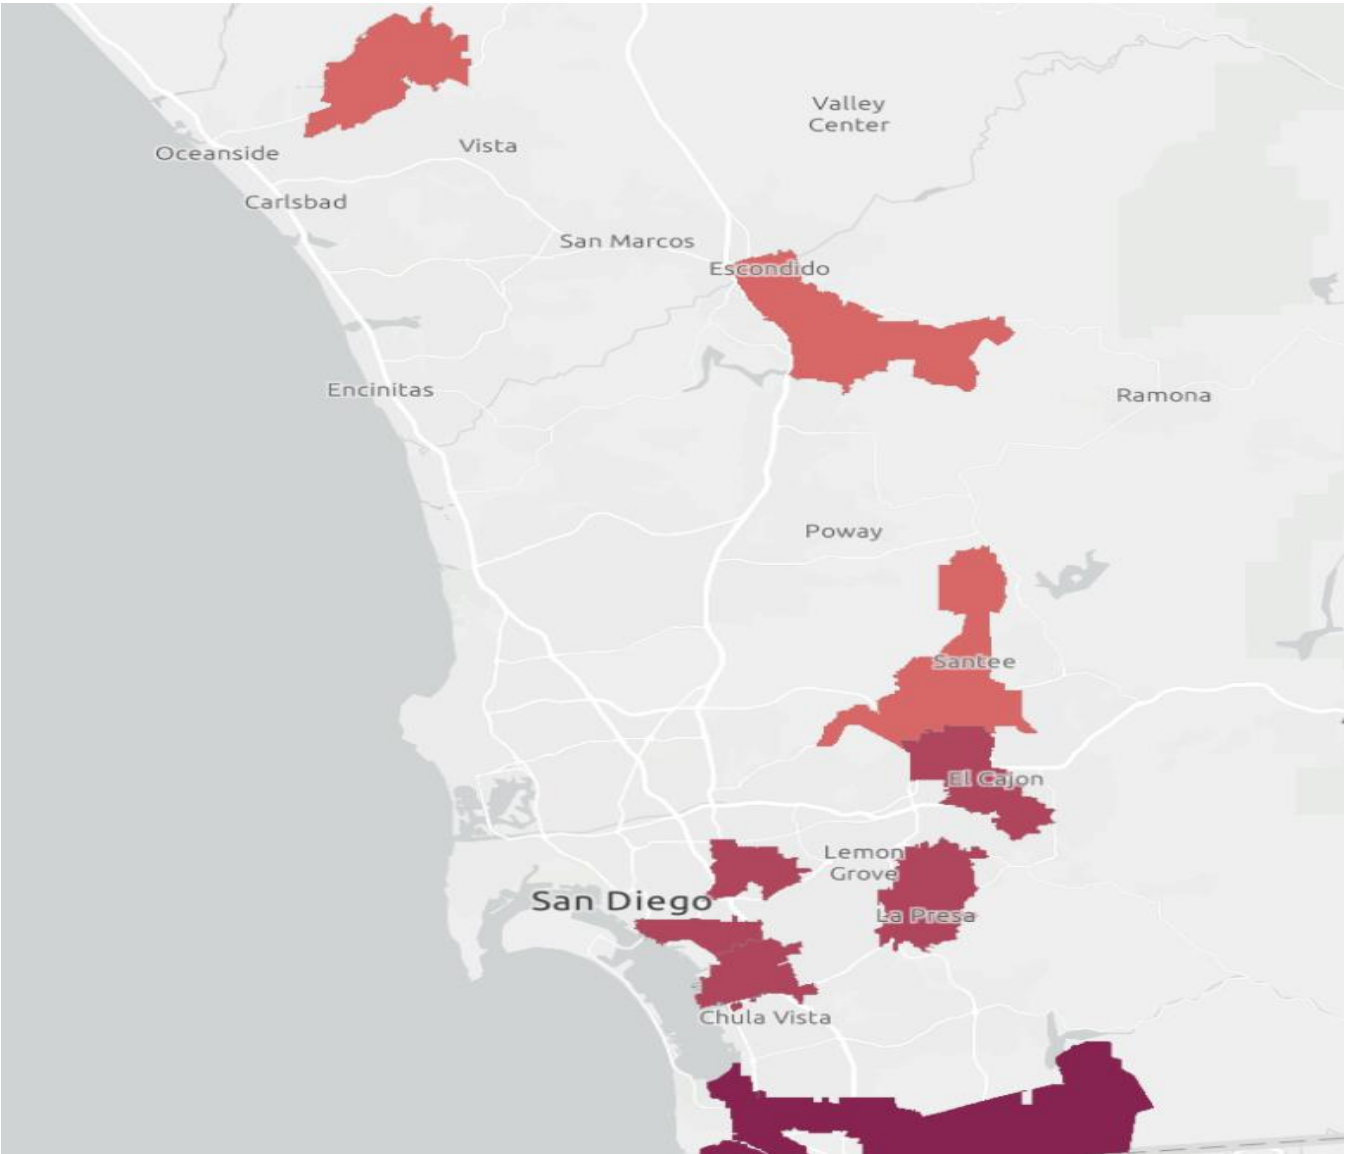 Valley
Center
Vista
Oceanside
Carlsbad
San Marcos
Escondido
Encinitas
Ramona
Poway
Santee
El Cajon
Lemon
Grove
San Diego
La Presa
Chula Vista